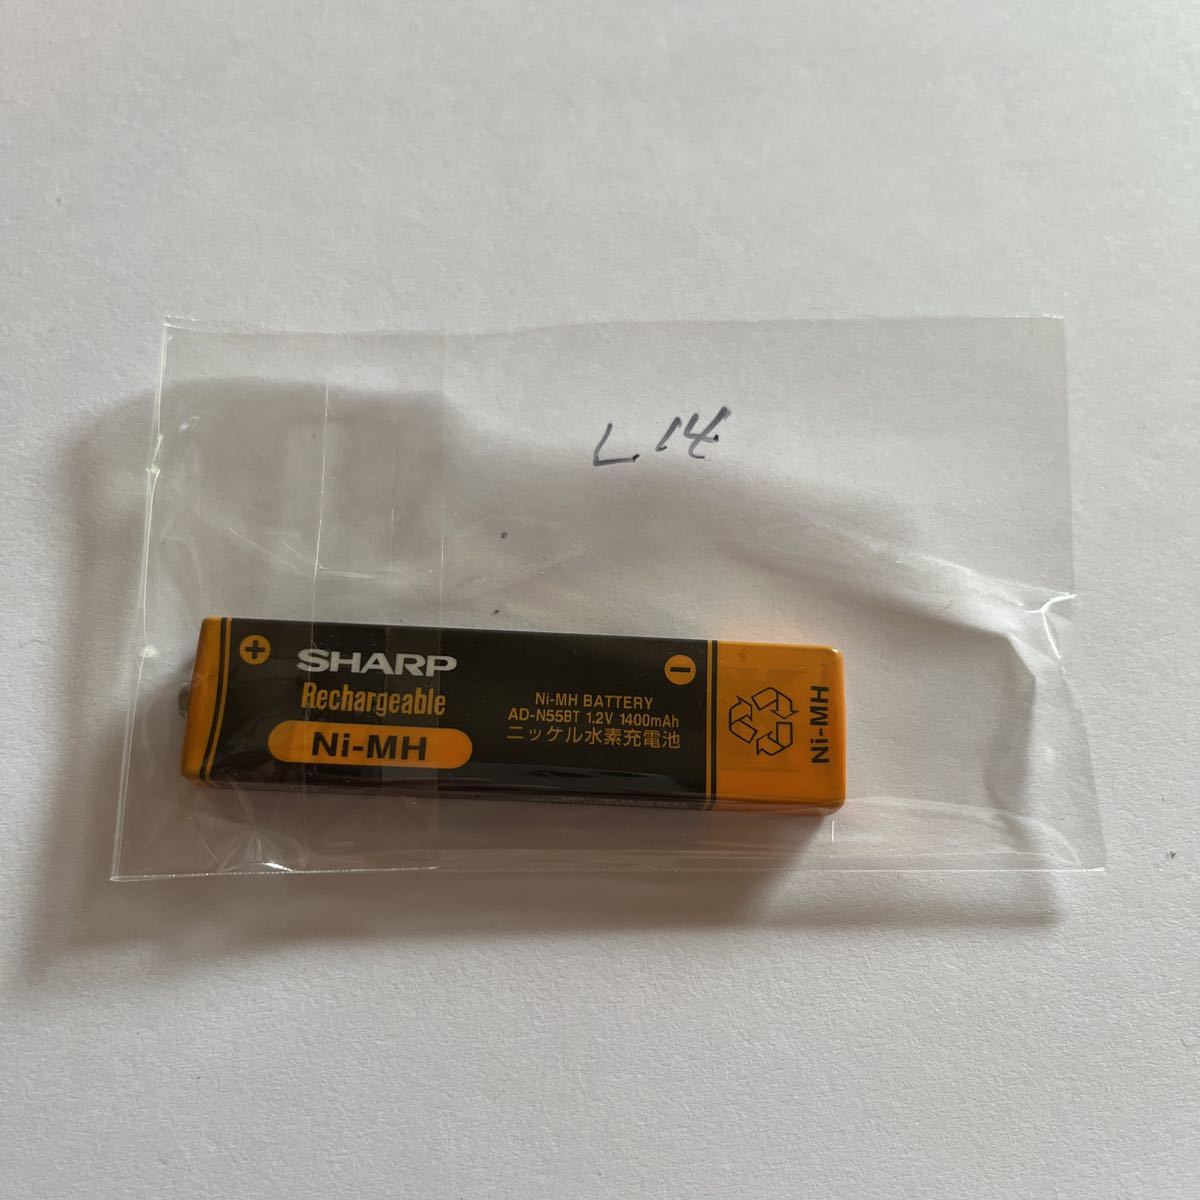 L 14
+
SHARP
Rechargeable
Ni-MH
−
Ni-MH BATTERY
AD-N55BT 1.2V 1400mAh
ニッケル水素充電池
Ni-MH